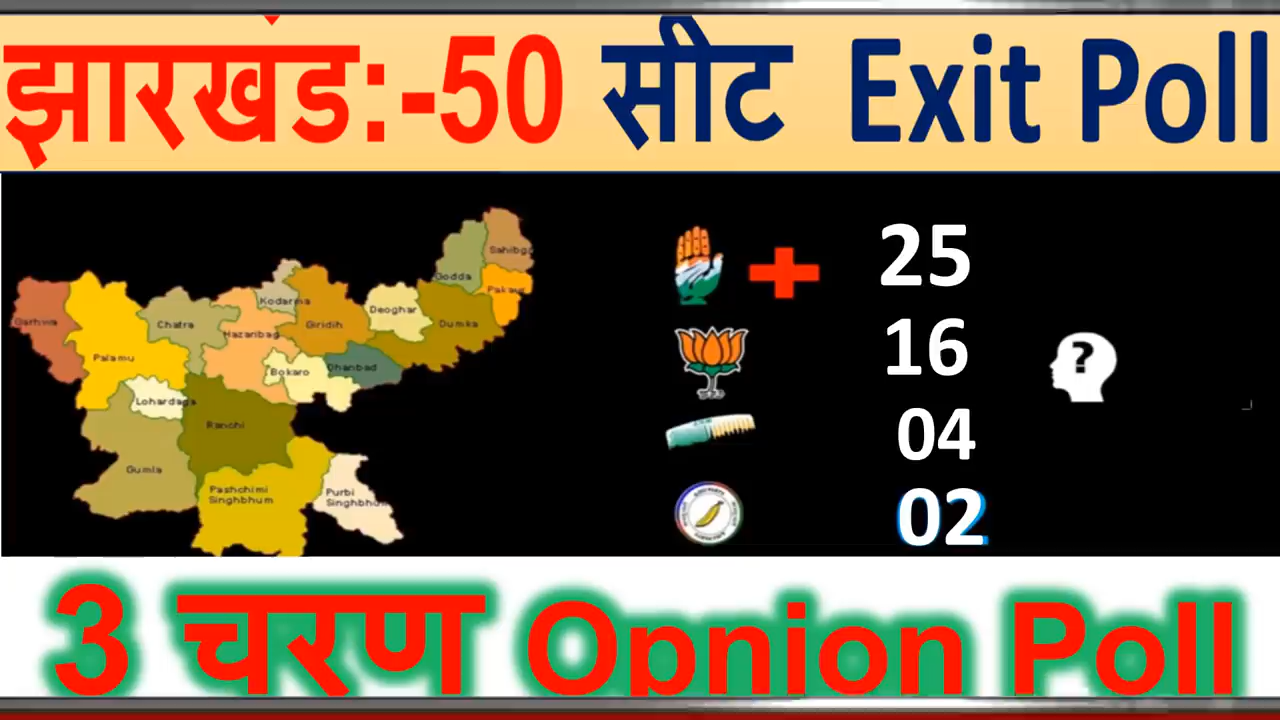 झारखंड:-50 सीट Exit Poll
25
16
?
04
02
Sahibg
Godda
Pakaur
Kodarma
Garhwa
Chatra
Hazaribag
Giridih
Deoghar
Dumka
Palamu
Bokaro
Dhanbad
Lohardaga
Ranchi
Gumla
Pashchimi
Singhbhum
Purbi
Singhbhum
3 चरण Opnion Poll